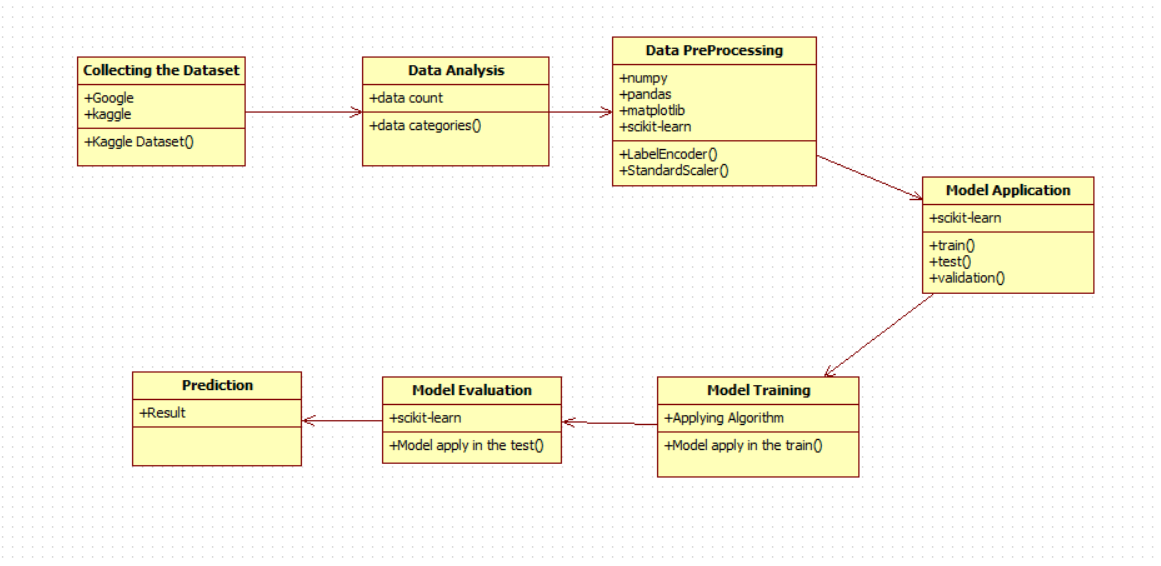 Collecting the Dataset
+Google
+kaggle
+Kaggle Dataset()
Data Analysis
+data count
+data categories()
Data PreProcessing
+numpy
+pandas
+matplotlib
+scikit-learn
+LabelEncoder()
+StandardScaler()
Model Application
+scikit-learn
+train()
+test()
+validation()
Model Training
+Applying Algorithm
+Model apply in the train()
Model Evaluation
+scikit-learn
+Model apply in the test()
Prediction
+Result